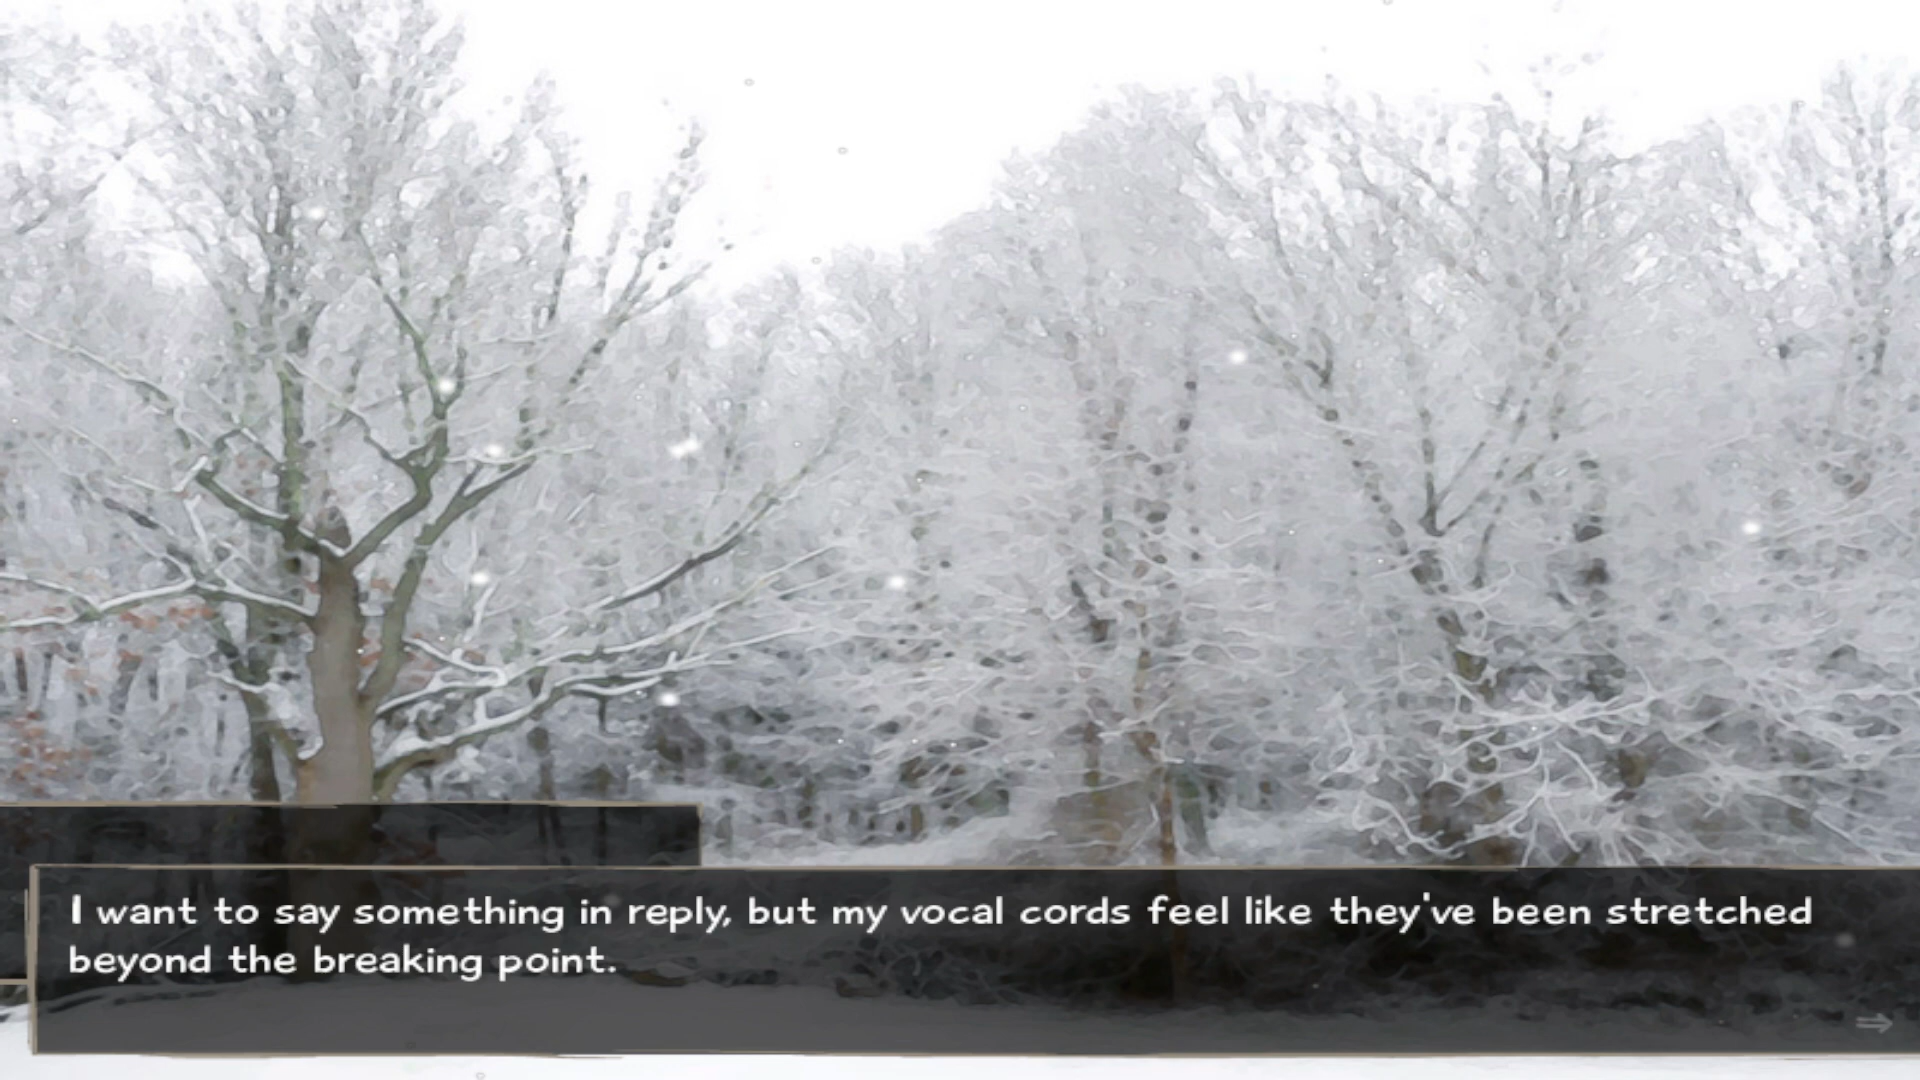 I want to say something in reply, but my vocal cords feel like they've been stretched
beyond the breaking point.